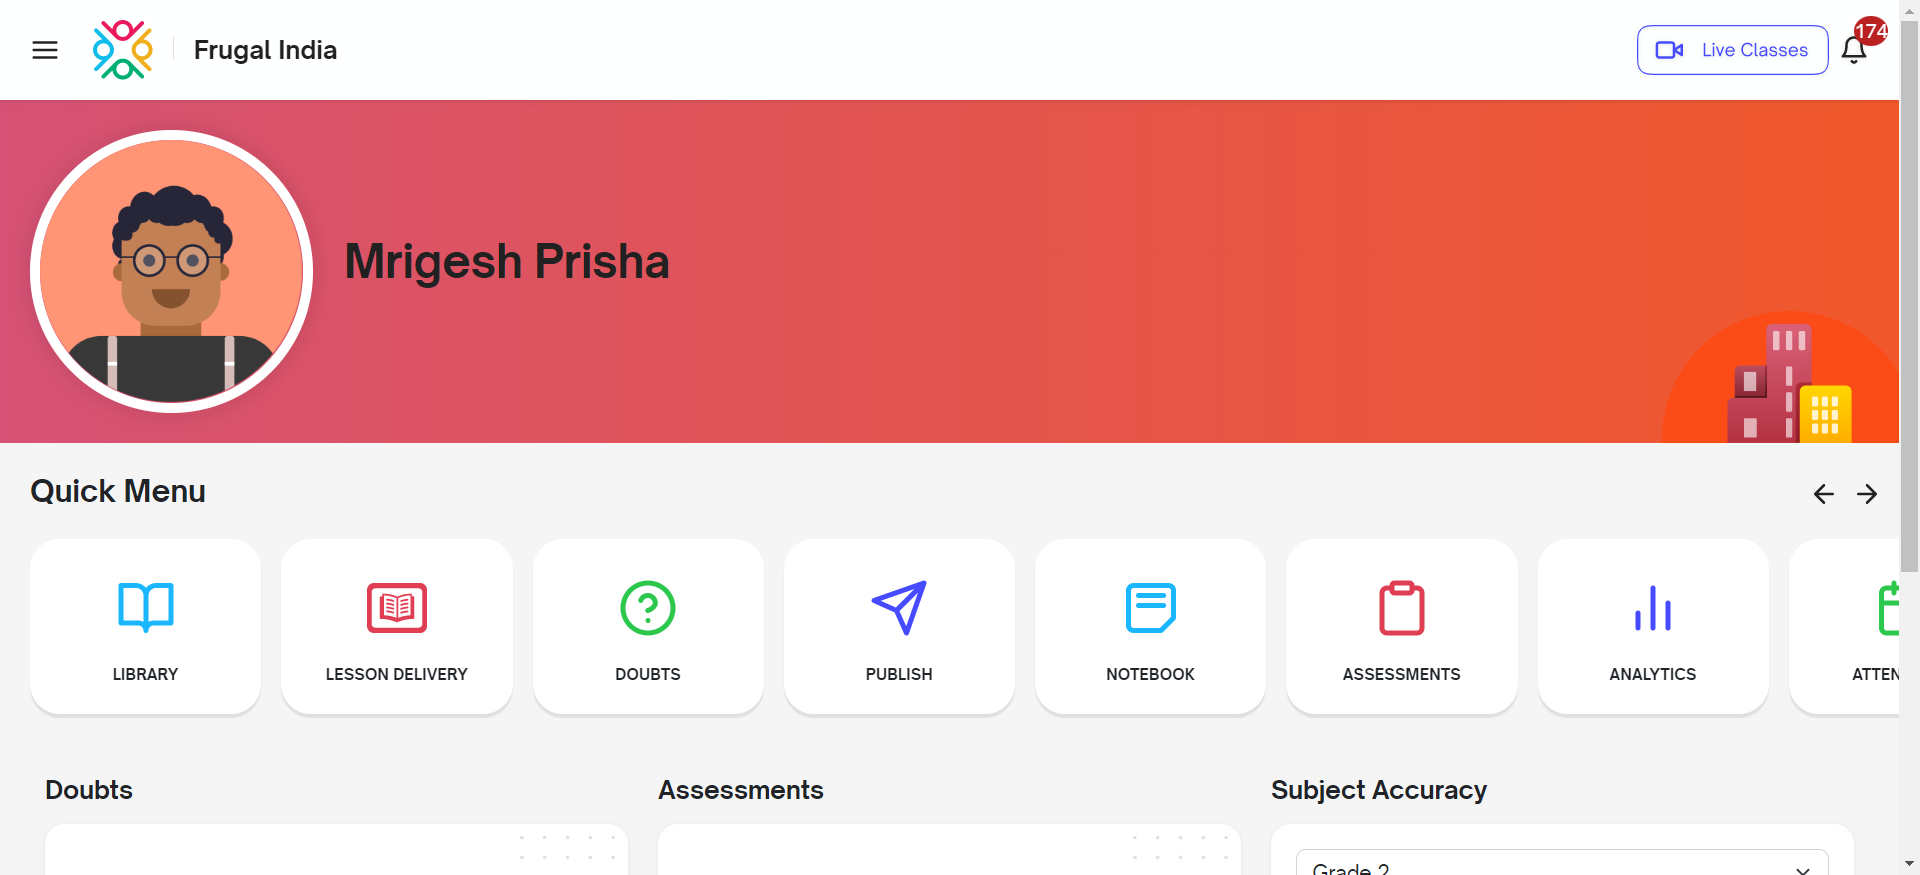 Frugal India
Live Classes
174
Mrigesh Prisha
Quick Menu
LIBRARY
LESSON DELIVERY
DOUBTS
PUBLISH
NOTEBOOK
ASSESSMENTS
ANALYTICS
ATTEN
Doubts
Assessments
Subject Accuracy
Grade 2